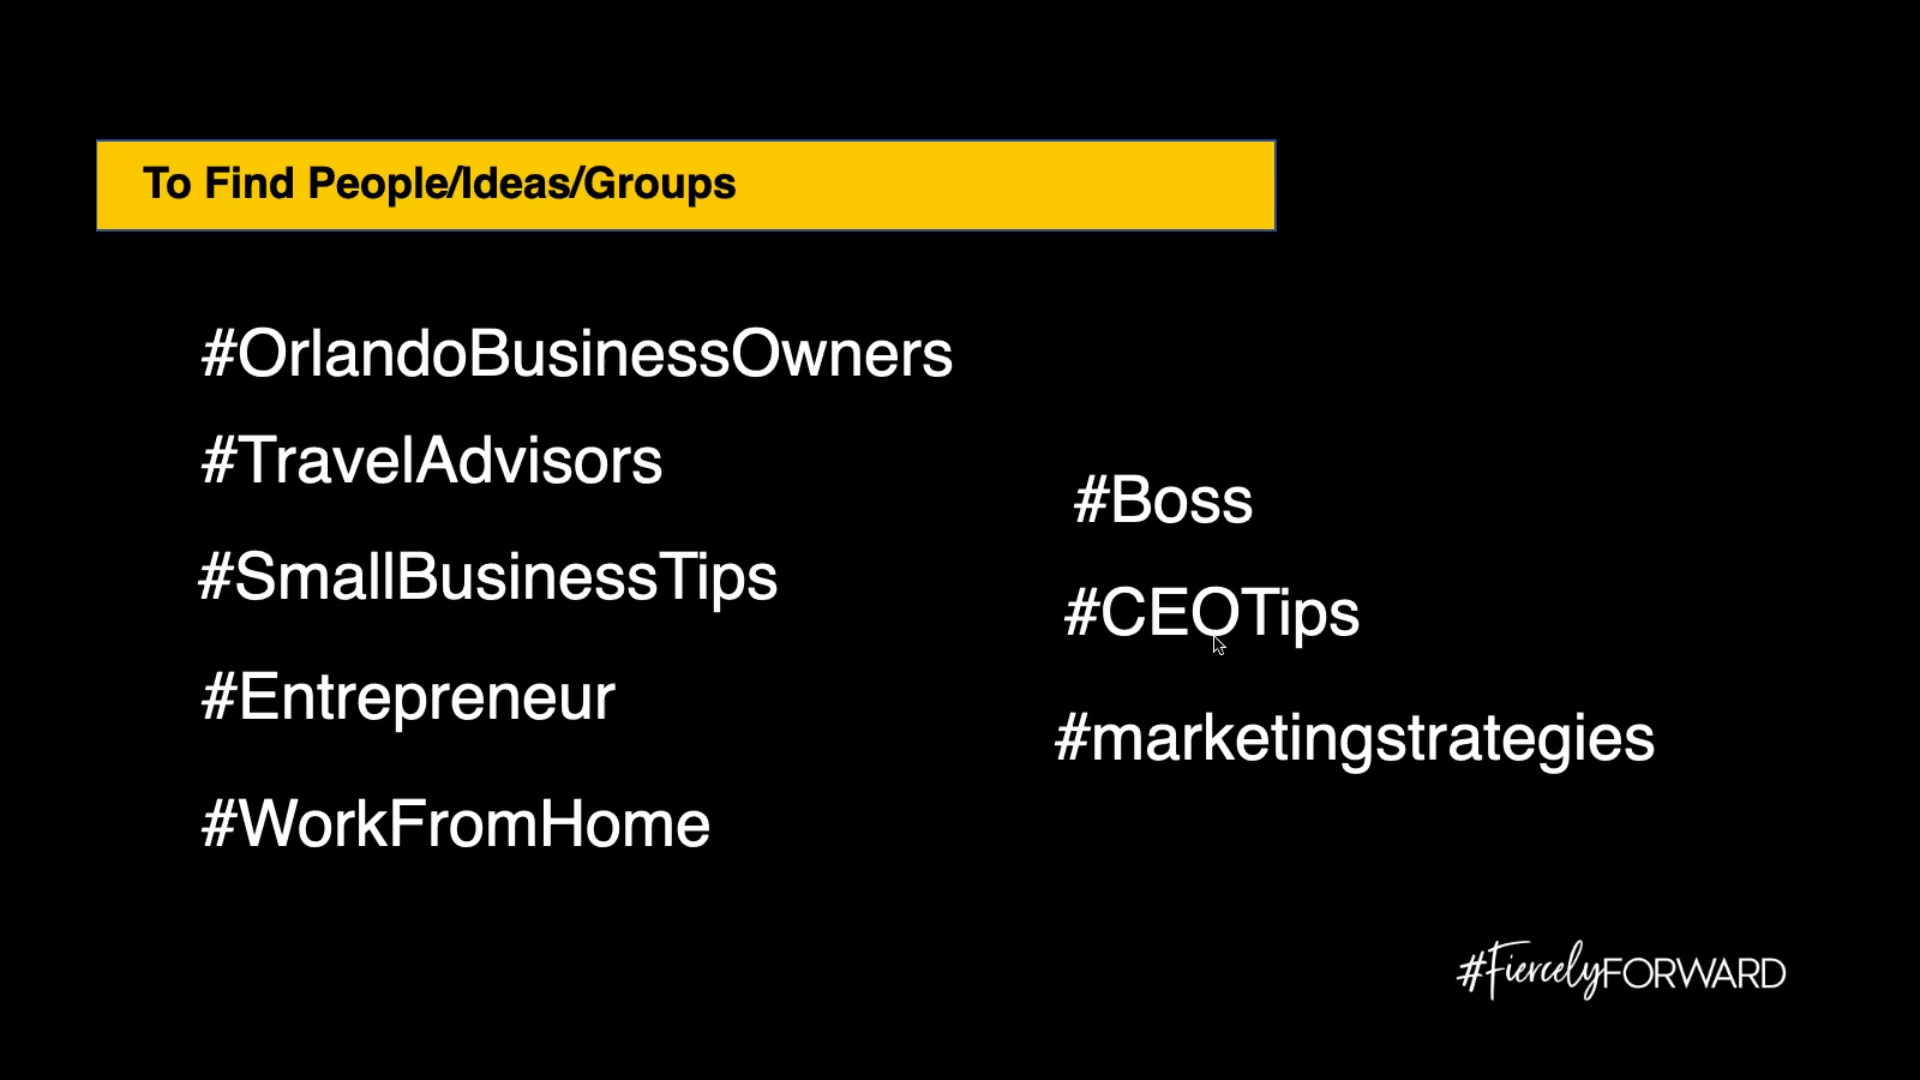 To Find People/Ideas/Groups
#OrlandoBusinessOwners
#TravelAdvisors
#SmallBusinessTips
#Entrepreneur
#WorkFromHome
#Boss
#CEOTips
#marketingstrategies
#FiercelyFORWARD